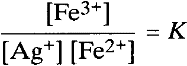 [Fe³⁺]
[Ag⁺] [Fe²⁺] = K